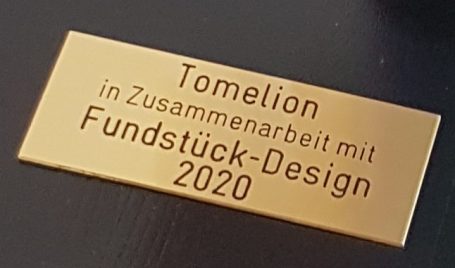 Tomelion
in Zusammenarbeit mit
Fundstück-Design
2020